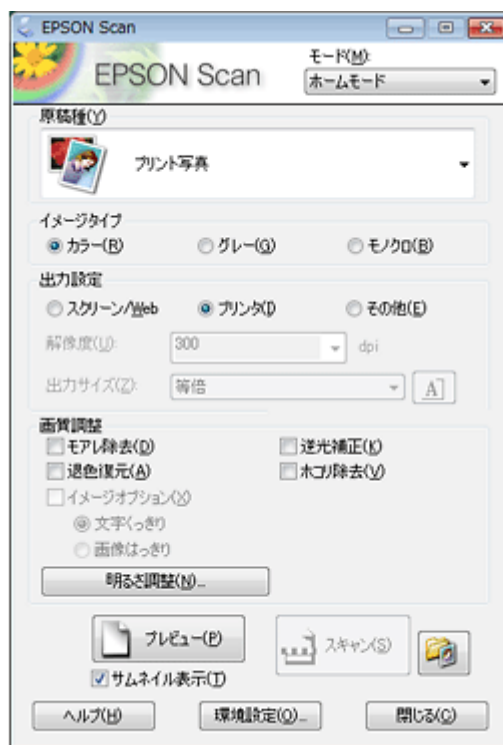 EPSON Scan
EPSON Scan
モード(M):
ホームモード
原稿種(Y)
プリント写真
イメージタイプ
カラー(R) グレー(G) モノクロ(B)
出力設定
スクリーン/Web プリンタ(I) その他(E)
解像度(U): 300 dpi
出力サイズ(Z): 等倍 A
画質調整
モアレ除去(D) 逆光補正(K)
退色復元(A) ホコリ除去(V)
イメージオプション(X)
文字くっきり
画像はっきり
明るさ調整(N)...
プレビュー(P) スキャン(S)
サムネイル表示(T)
ヘルプ(H) 環境設定(O)... 閉じる(C)